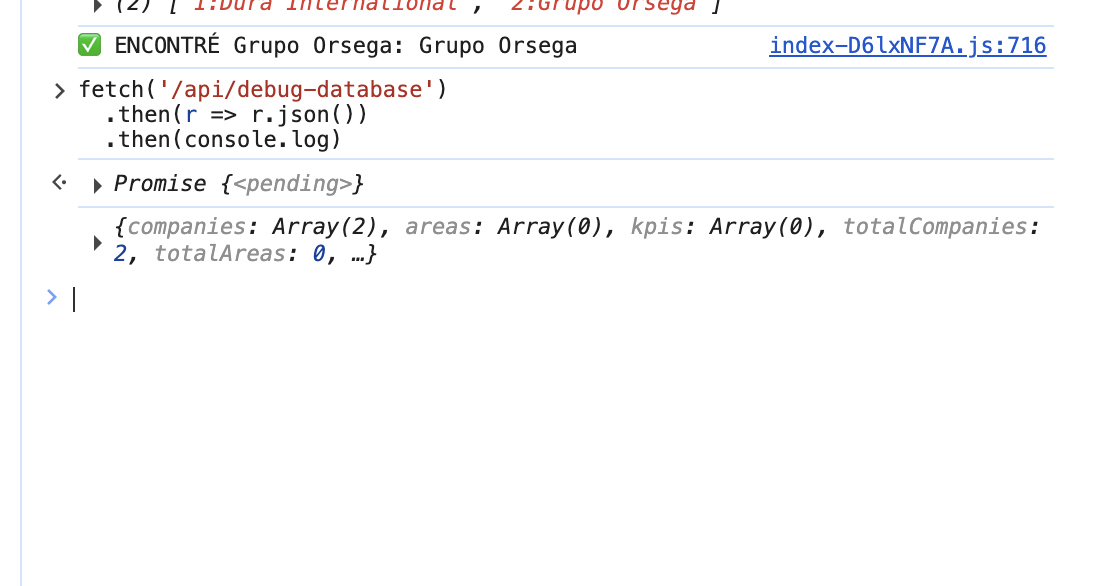 (2) ['1:Dura International', '2:Grupo Orsega']
✅ ENCONTRÉ Grupo Orsega: Grupo Orsega index-D6lxNF7A.js:716
fetch('/api/debug-database')
.then(r => r.json())
.then(console.log)
Promise {<pending>}
{companies: Array(2), areas: Array(0), kpis: Array(0), totalCompanies:
2, totalAreas: 0, …}